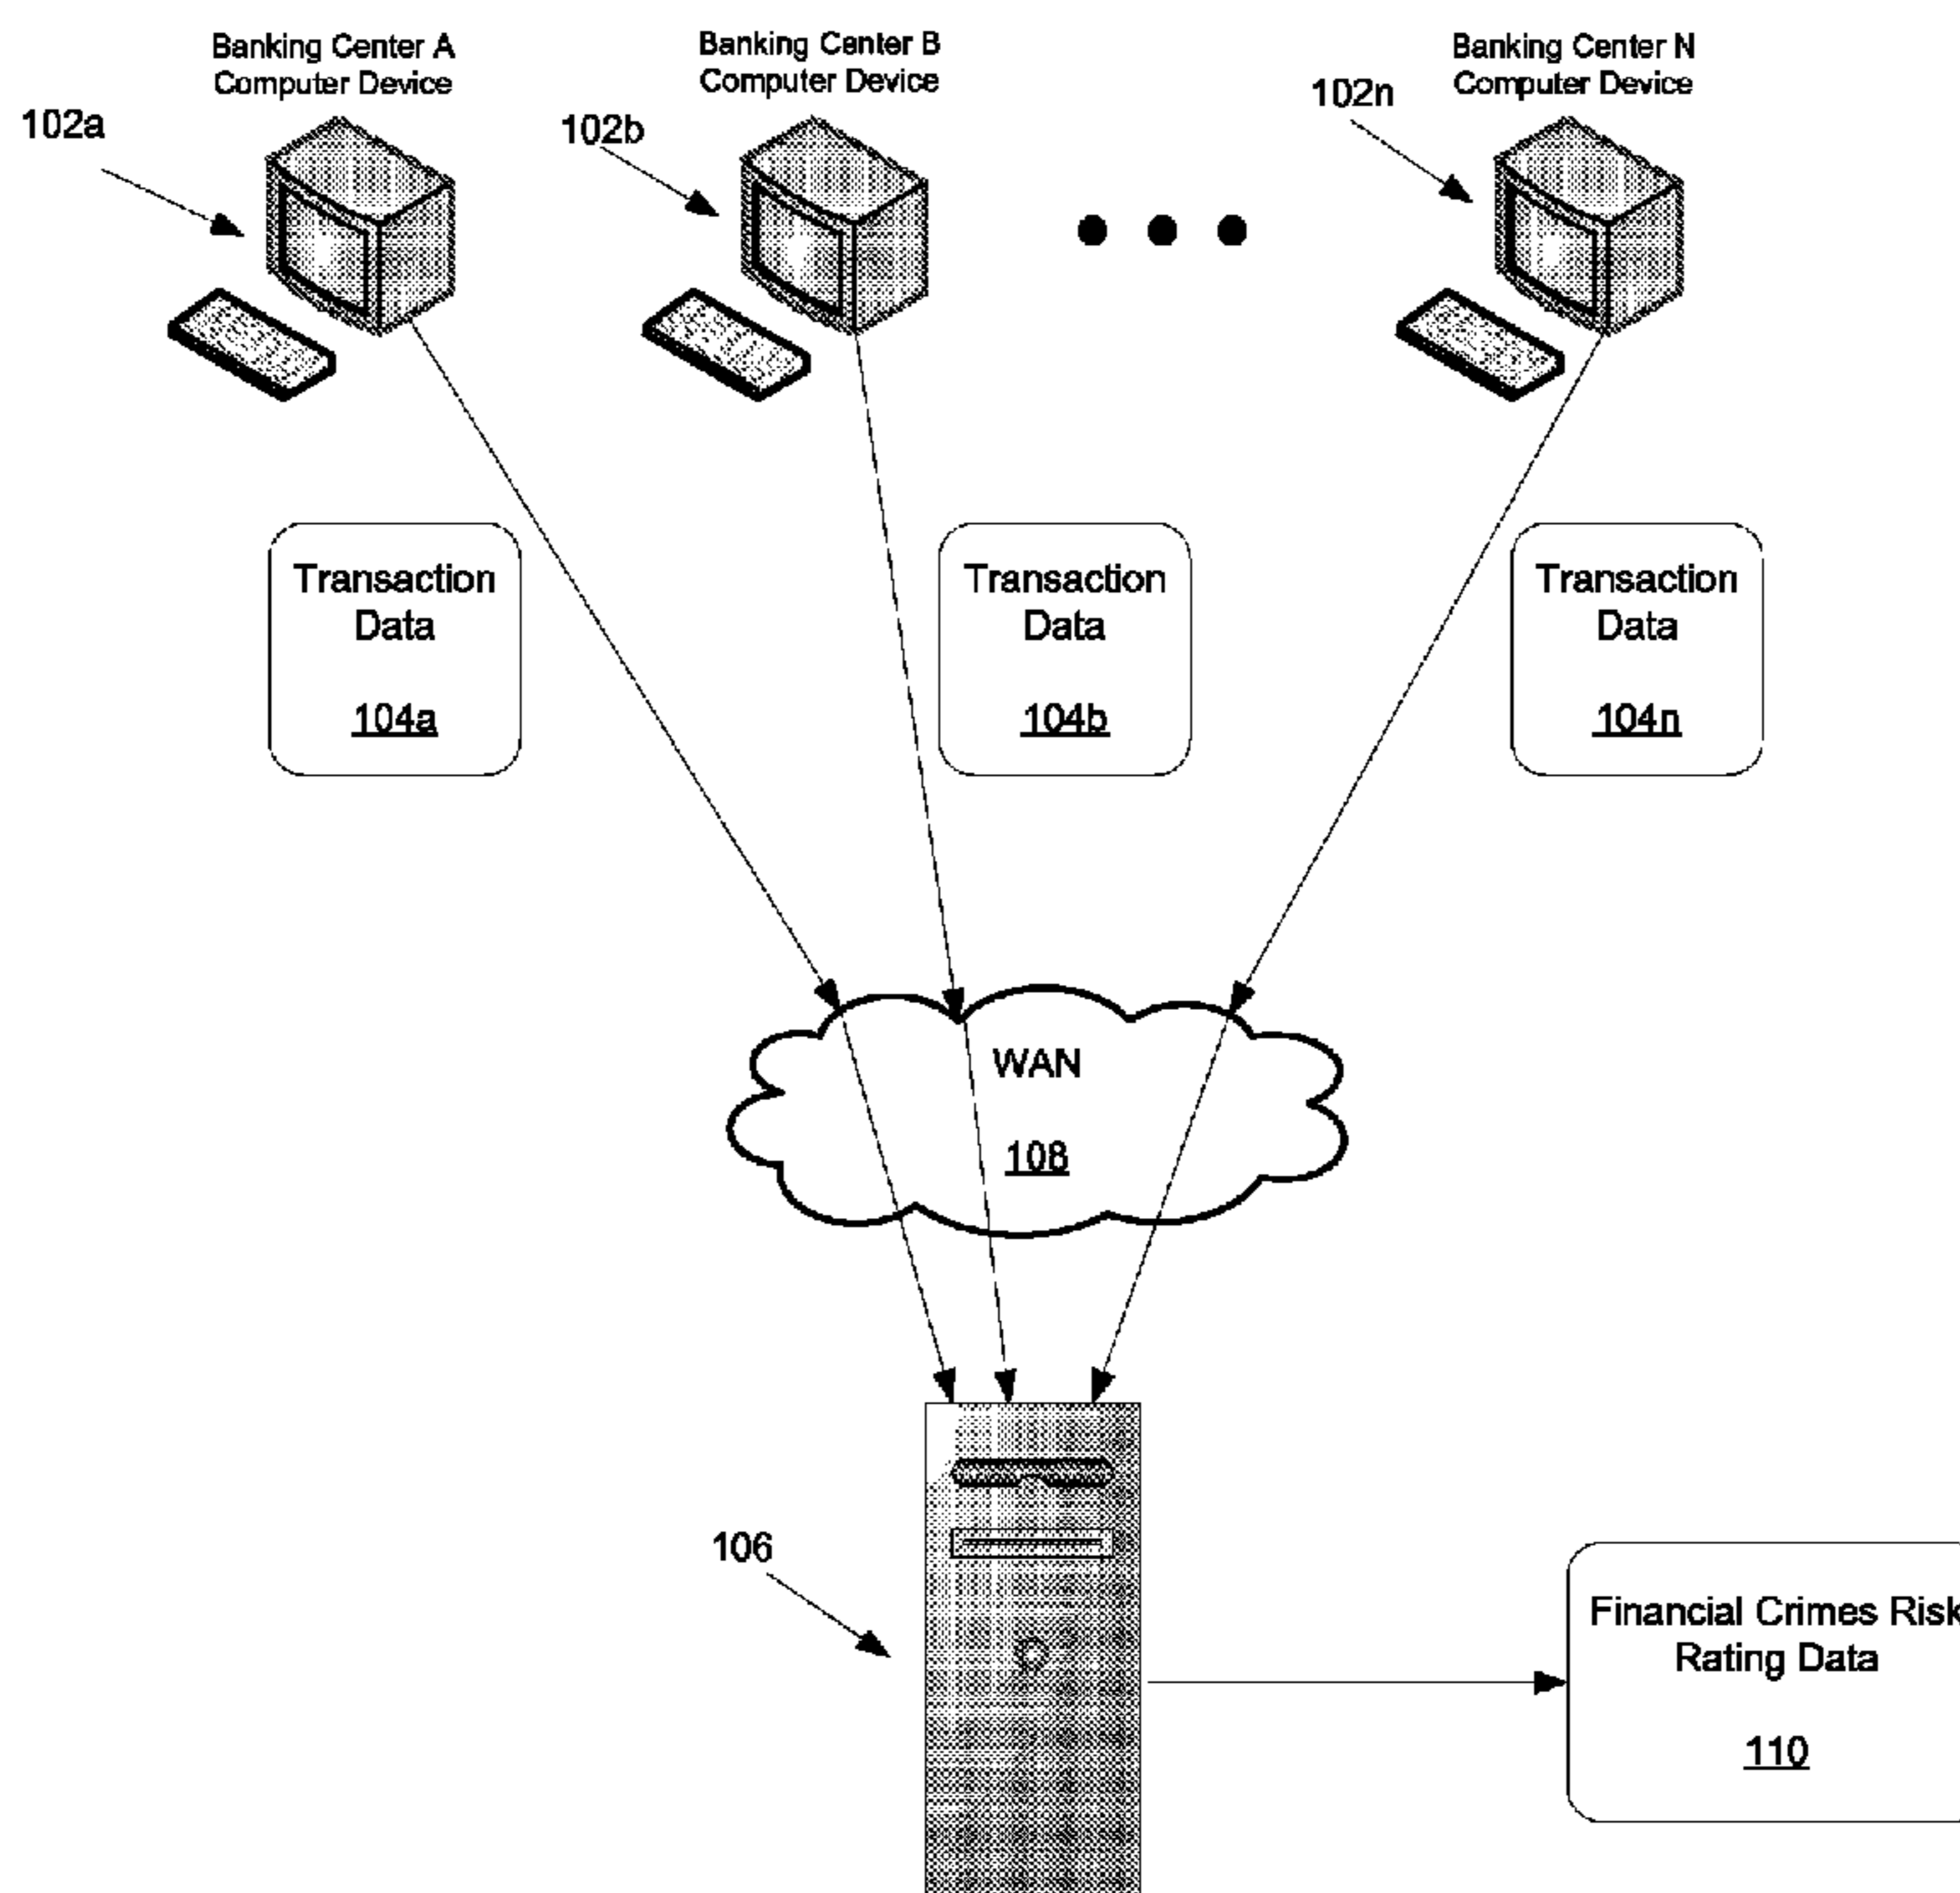 Banking Center A
Computer Device
Banking Center B
Computer Device
Banking Center N
Computer Device
102a
102b
102n
Transaction
Data
104a
Transaction
Data
104b
Transaction
Data
104n
WAN
108
106
Financial Crimes Risk
Rating Data
110